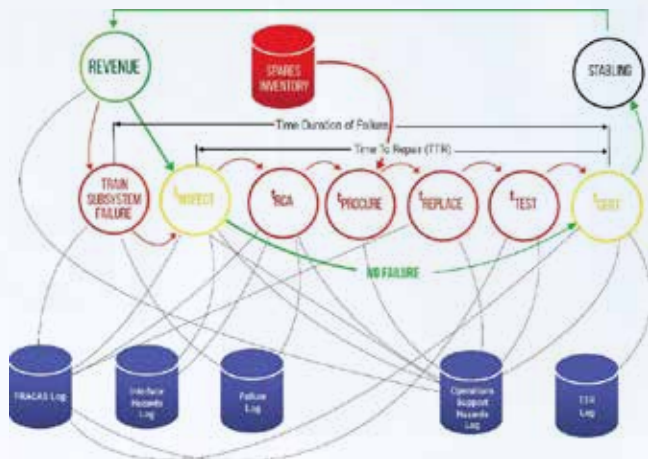 REVENUE
SPARES
INVENTORY
STABLING
Time Duration of Failure
Time To Repair (TTR)
TRAIN
SUBSYSTEM
FAILURE
tINSPECT
tRCA
tPROCURE
tREPLACE
tTEST
tCERT
NO FAILURE
FRACAS Log
Interface
Hazards
Log
Failure
Log
Operations
Support
Hazards
Log
Log